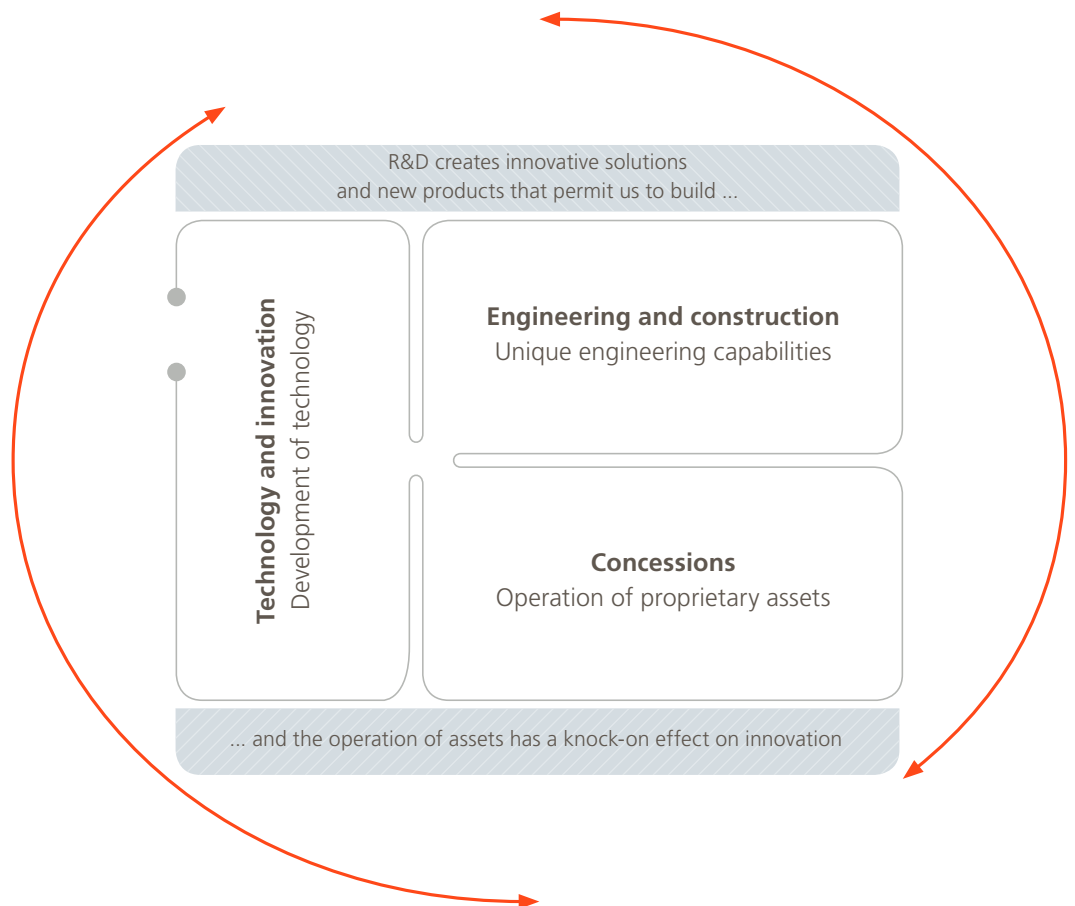 R&D creates innovative solutions
and new products that permit us to build ...
Technology and innovation
Development of technology
Engineering and construction
Unique engineering capabilities
Concessions
Operation of proprietary assets
... and the operation of assets has a knock-on effect on innovation